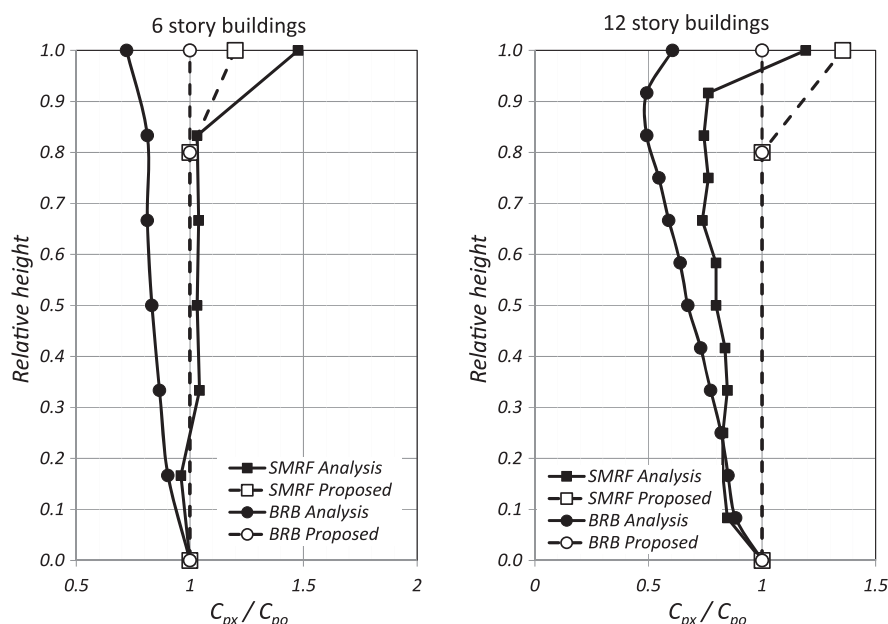 6 story buildings
1.0
0.9
0.8
0.7
0.6
0.5
0.4
0.3
0.2
0.1
0.0
Relative height
SMRF Analysis
SMRF Proposed
BRB Analysis
BRB Proposed
0.5
1
1.5
2
Cpx / Cpo
12 story buildings
1.0
0.9
0.8
0.7
0.6
0.5
0.4
0.3
0.2
0.1
0.0
Relative height
SMRF Analysis
SMRF Proposed
BRB Analysis
BRB Proposed
0
0.5
1
1.5
Cpx / Cpo